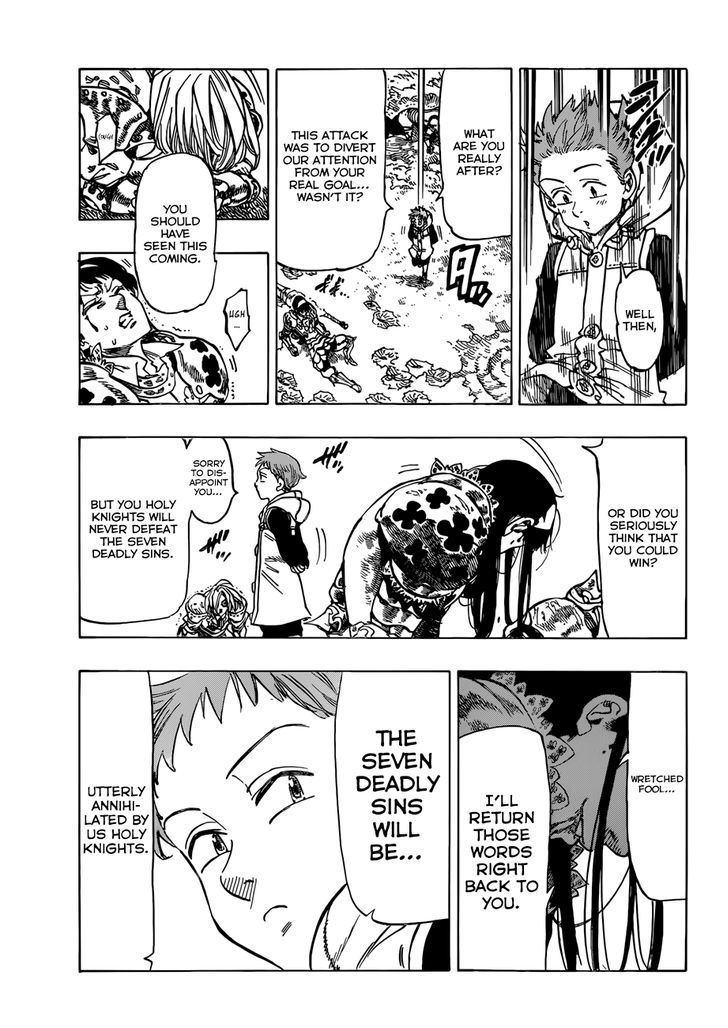 WELL
THEN,
WHAT
ARE YOU
REALLY
AFTER?
THIS ATTACK
WAS TO DIVERT
OUR ATTENTION
FROM YOUR
REAL GOAL...
WASN'T IT?
YOU
SHOULD
HAVE
SEEN THIS
COMING.
UGH
...
OR DID YOU
SERIOUSLY
THINK THAT
YOU COULD
WIN?
SORRY
TO DIS-
APPOINT
YOU...
BUT YOU HOLY
KNIGHTS WILL
NEVER DEFEAT
THE SEVEN
DEADLY SINS.
WRETCHED
FOOL...
I'LL
RETURN
THOSE
WORDS
RIGHT
BACK TO
YOU.
THE
SEVEN
DEADLY
SINS
WILL
BE...
UTTERLY
ANNIHI-
LATED BY
US HOLY
KNIGHTS.